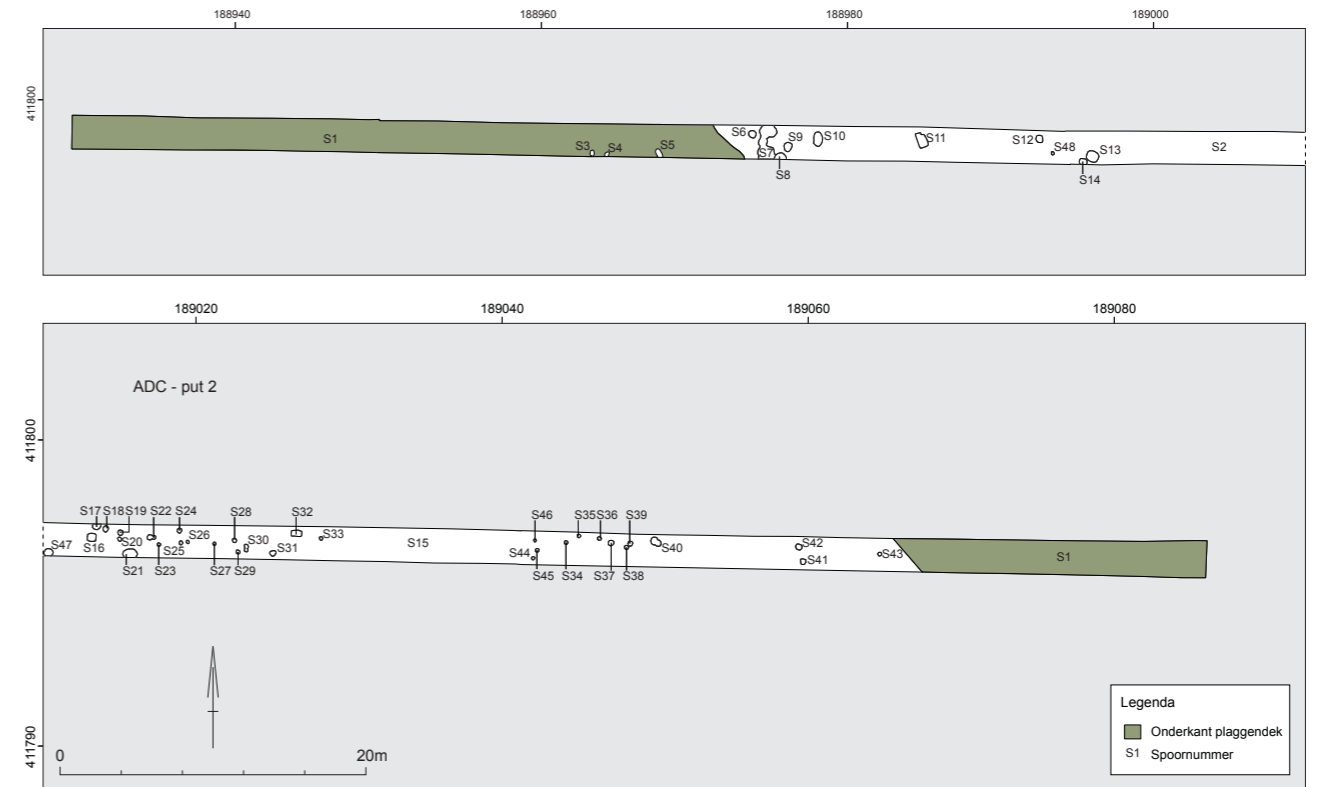 188940 188960 188980 189000
411800
S1 S3 S4 S5 S6 S7 S8 S9 S10 S11 S12 S48 S13 S14 S2
189020 189040 189060 189080
ADC - put 2
411800
S17 S18 S19 S22 S24 S28 S32 S46 S35 S36 S39
S47 S16 S20 S25 S26 S30 S31 S33 S15 S44 S40 S42 S41 S43 S1
S21 S23 S27 S29 S45 S34 S37 S38
411790
0 20m
Legenda
Onderkant plaggendek
S1 Spoornummer